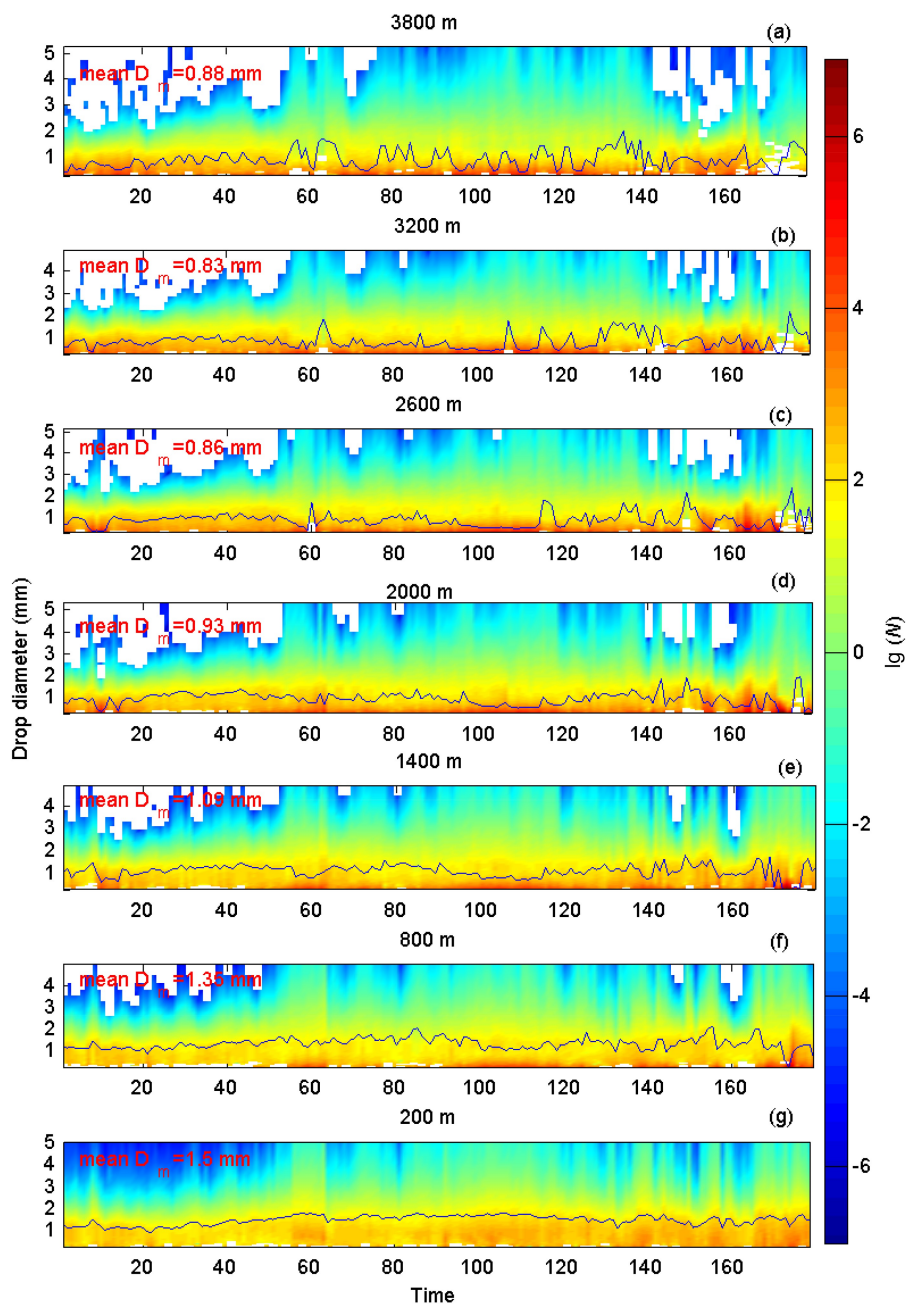 3800 m
(a)
5
4
3
2
1
mean D m=0.88 mm
20 40 60 80 100 120 140 160
3200 m
(b)
4
3
2
1
mean D m=0.83 mm
20 40 60 80 100 120 140 160
2600 m
(c)
5
4
3
2
1
mean D m=0.86 mm
20 40 60 80 100 120 140 160
2000 m
(d)
5
4
3
2
1
mean D m=0.93 mm
20 40 60 80 100 120 140 160
1400 m
(e)
4
3
2
1
mean D m=1.09 mm
20 40 60 80 100 120 140 160
800 m
(f)
4
3
2
1
mean D m=1.35 mm
20 40 60 80 100 120 140 160
200 m
(g)
5
4
3
2
1
mean D m=1.5 mm
20 40 60 80 100 120 140 160
Time
Drop diameter (mm)
6
4
2
0
-2
-4
-6
lg (N)